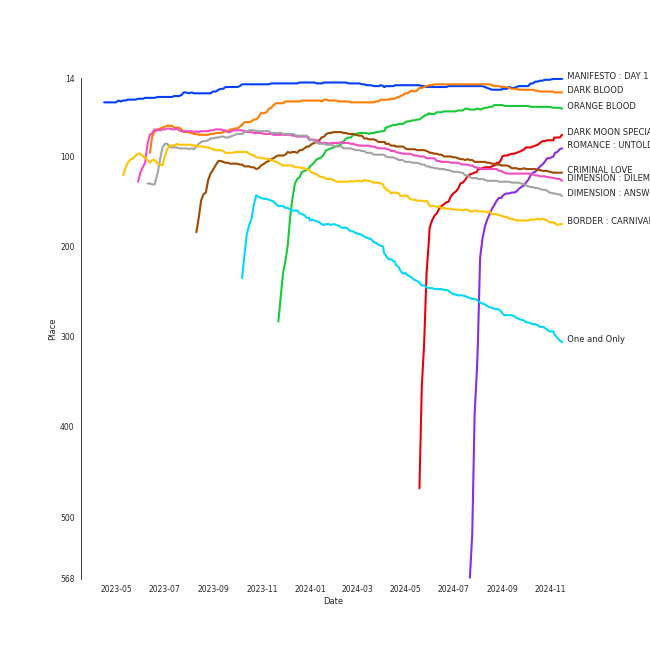 14
100
200
300
400
500
568
Place
MANIFESTO : DAY 1
DARK BLOOD
ORANGE BLOOD
DARK MOON SPECIA
ROMANCE : UNTOL
CRIMINAL LOVE
DIMENSION : DILEM
DIMENSION : ANSW
BORDER : CARNIVA
One and Only
2023-05
2023-07
2023-09
2023-11
2024-01
2024-03
2024-05
2024-07
2024-09
2024-11
Date